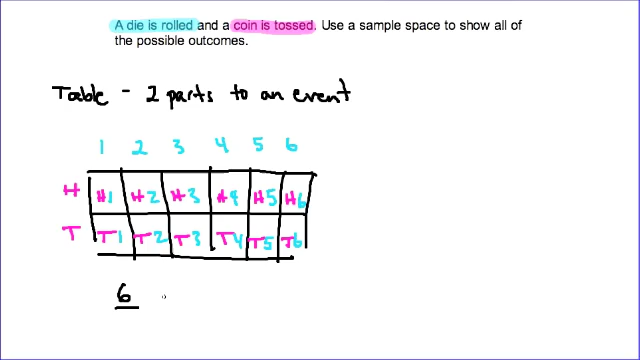 A die is rolled and a coin is tossed. Use a sample space to show all of
the possible outcomes.
Table - 2 parts to an event
1 2 3 4 5 6
H H1 H2 H3 H4 H5 H6
T T1 T2 T3 T4 T5 T6
6